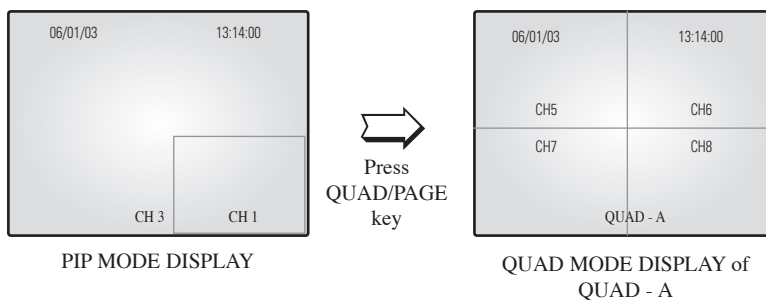 06/01/03 13:14:00
CH 3 CH 1
PIP MODE DISPLAY
Press
QUAD/PAGE
key
06/01/03 13:14:00
CH5 CH6
CH7 CH8
QUAD - A
QUAD MODE DISPLAY of
QUAD - A